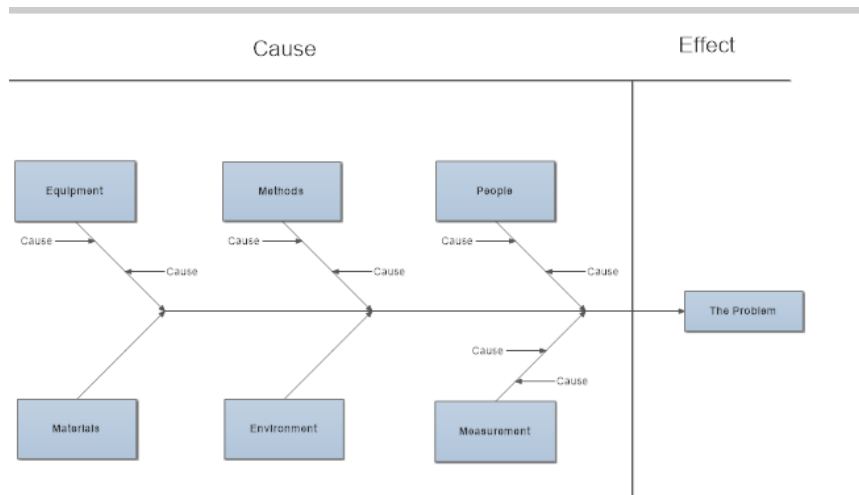 Cause
Effect
Equipment
Methods
People
Cause
Cause
Cause
Cause
Cause
Cause
The Problem
Cause
Cause
Materials
Environment
Measurement